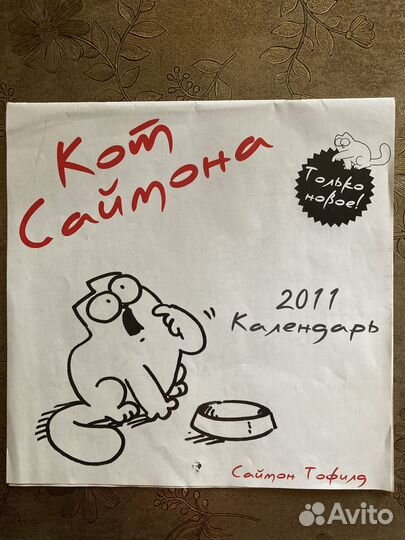 Кот
Саймона
Только
новое!
2011
Календарь
Саймон Тофилд
Avito